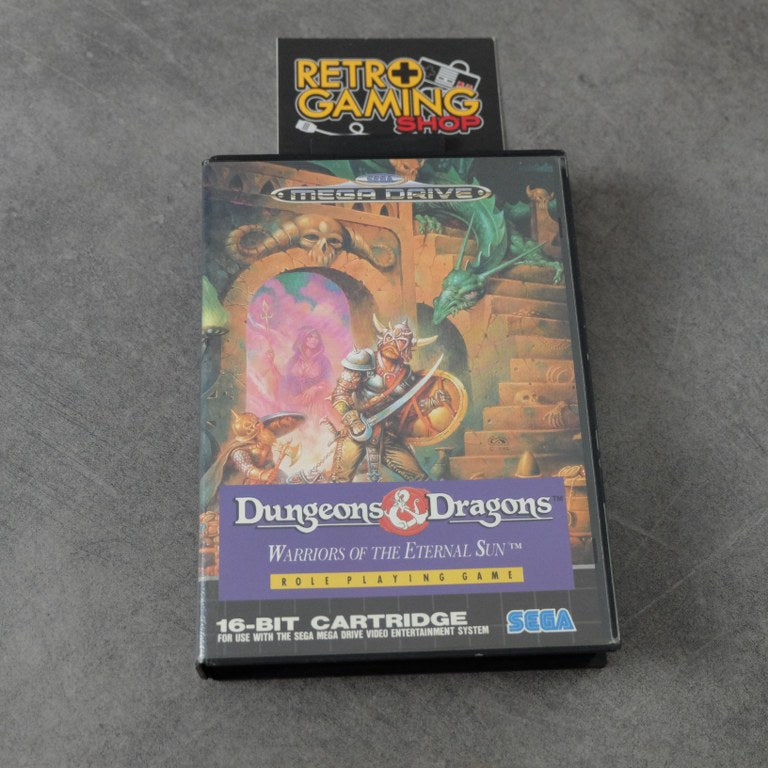 RETRO
GAMING
SHOP
SEGA
MEGA DRIVE
Dungeons & Dragons™
WARRIORS OF THE ETERNAL SUN™
ROLE PLAYING GAME
16-BIT CARTRIDGE
FOR USE WITH THE SEGA MEGA DRIVE VIDEO ENTERTAINMENT SYSTEM
SEGA